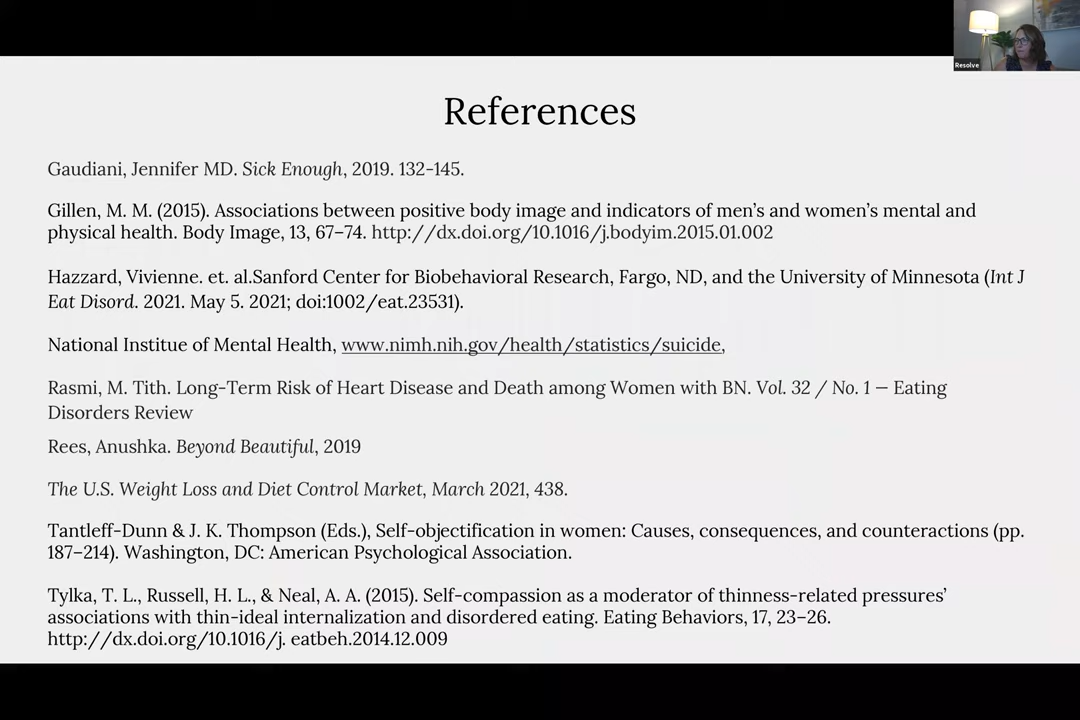 Resolve
References
Gaudiani, Jennifer MD. Sick Enough, 2019. 132-145.
Gillen, M. M. (2015). Associations between positive body image and indicators of men’s and women’s mental and
physical health. Body Image, 13, 67–74. http://dx.doi.org/10.1016/j.bodyim.2015.01.002
Hazzard, Vivienne. et. al.Sanford Center for Biobehavioral Research, Fargo, ND, and the University of Minnesota (Int J
Eat Disord. 2021. May 5. 2021; doi:1002/eat.23531).
National Institue of Mental Health, www.nimh.nih.gov/health/statistics/suicide,
Rasmi, M. Tith. Long-Term Risk of Heart Disease and Death among Women with BN. Vol. 32 / No. 1 — Eating
Disorders Review
Rees, Anushka. Beyond Beautiful, 2019
The U.S. Weight Loss and Diet Control Market, March 2021, 438.
Tantleff-Dunn & J. K. Thompson (Eds.), Self-objectification in women: Causes, consequences, and counteractions (pp.
187–214). Washington, DC: American Psychological Association.
Tylka, T. L., Russell, H. L., & Neal, A. A. (2015). Self-compassion as a moderator of thinness-related pressures’
associations with thin-ideal internalization and disordered eating. Eating Behaviors, 17, 23–26.
http://dx.doi.org/10.1016/j. eatbeh.2014.12.009